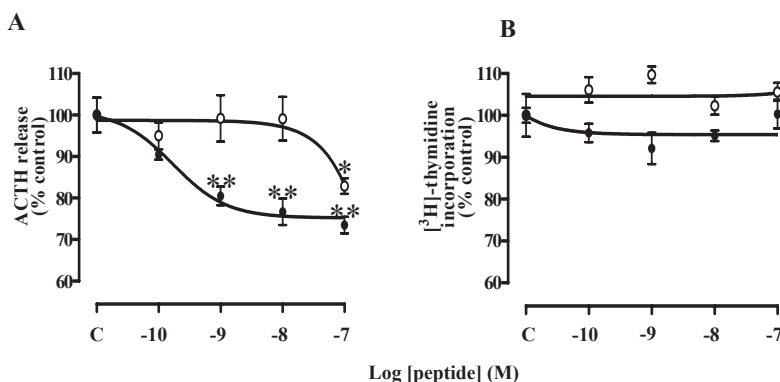 A
B
ACTH release
(% control)
110
100
90
80
70
60
**
**
**
*
C
-10
-9
-8
-7
[³H]-thymidine
incorporation
(% control)
110
100
90
80
70
60
C
-10
-9
-8
-7
Log [peptide] (M)